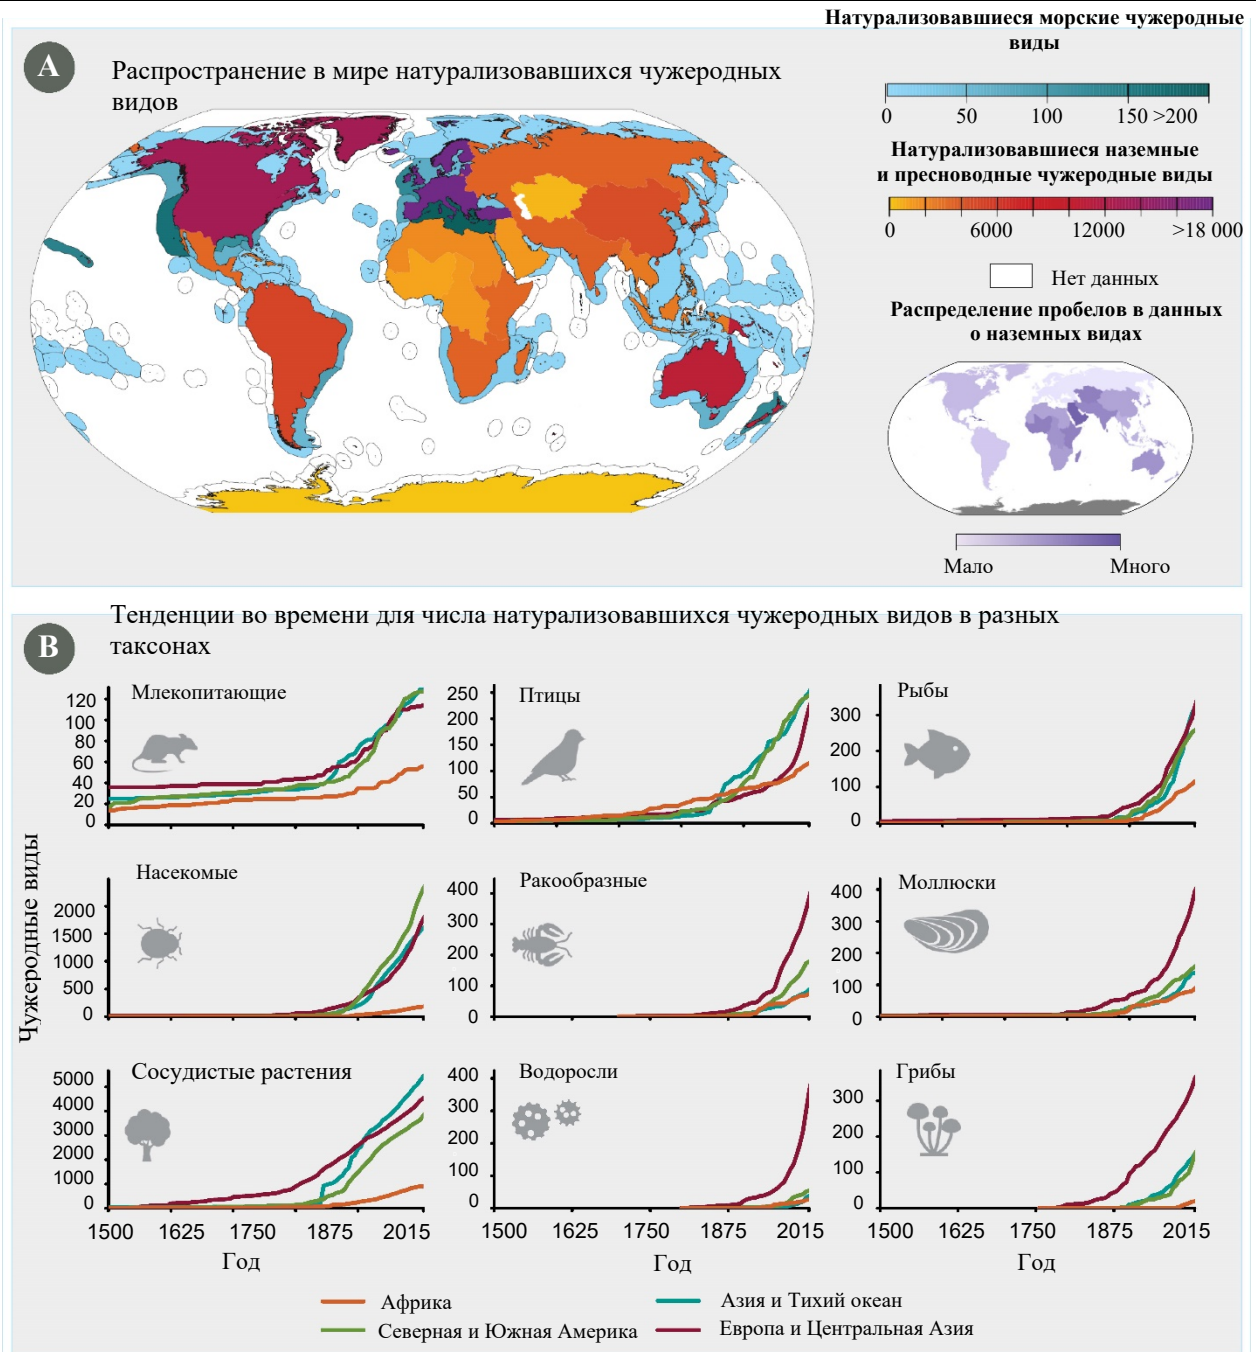 Натурализовавшиеся морские чужеродные
виды
A
Распространение в мире натурализовавшихся чужеродных
видов
0 50 100 150 >200
Натурализовавшиеся наземные
и пресноводные чужеродные виды
0 6000 12000 >18 000
Нет данных
Распределение пробелов в данных
о наземных видах
Мало Много
B
Тенденции во времени для числа натурализовавшихся чужеродных видов в разных
таксонах
Чужеродные виды
Млекопитающие
120
100
80
60
40
20
0
Птицы
250
200
150
100
50
0
Рыбы
300
200
100
0
Насекомые
2000
1500
1000
500
0
Ракообразные
400
300
200
100
0
Моллюски
400
300
200
100
0
Сосудистые растения
5000
4000
3000
2000
1000
0
1500 1625 1750 1875 2015
Год
Водоросли
400
300
200
100
0
1500 1625 1750 1875 2015
Год
Грибы
300
200
100
0
1500 1625 1750 1875 2015
Год
Африка
Азия и Тихий океан
Северная и Южная Америка
Европа и Центральная Азия